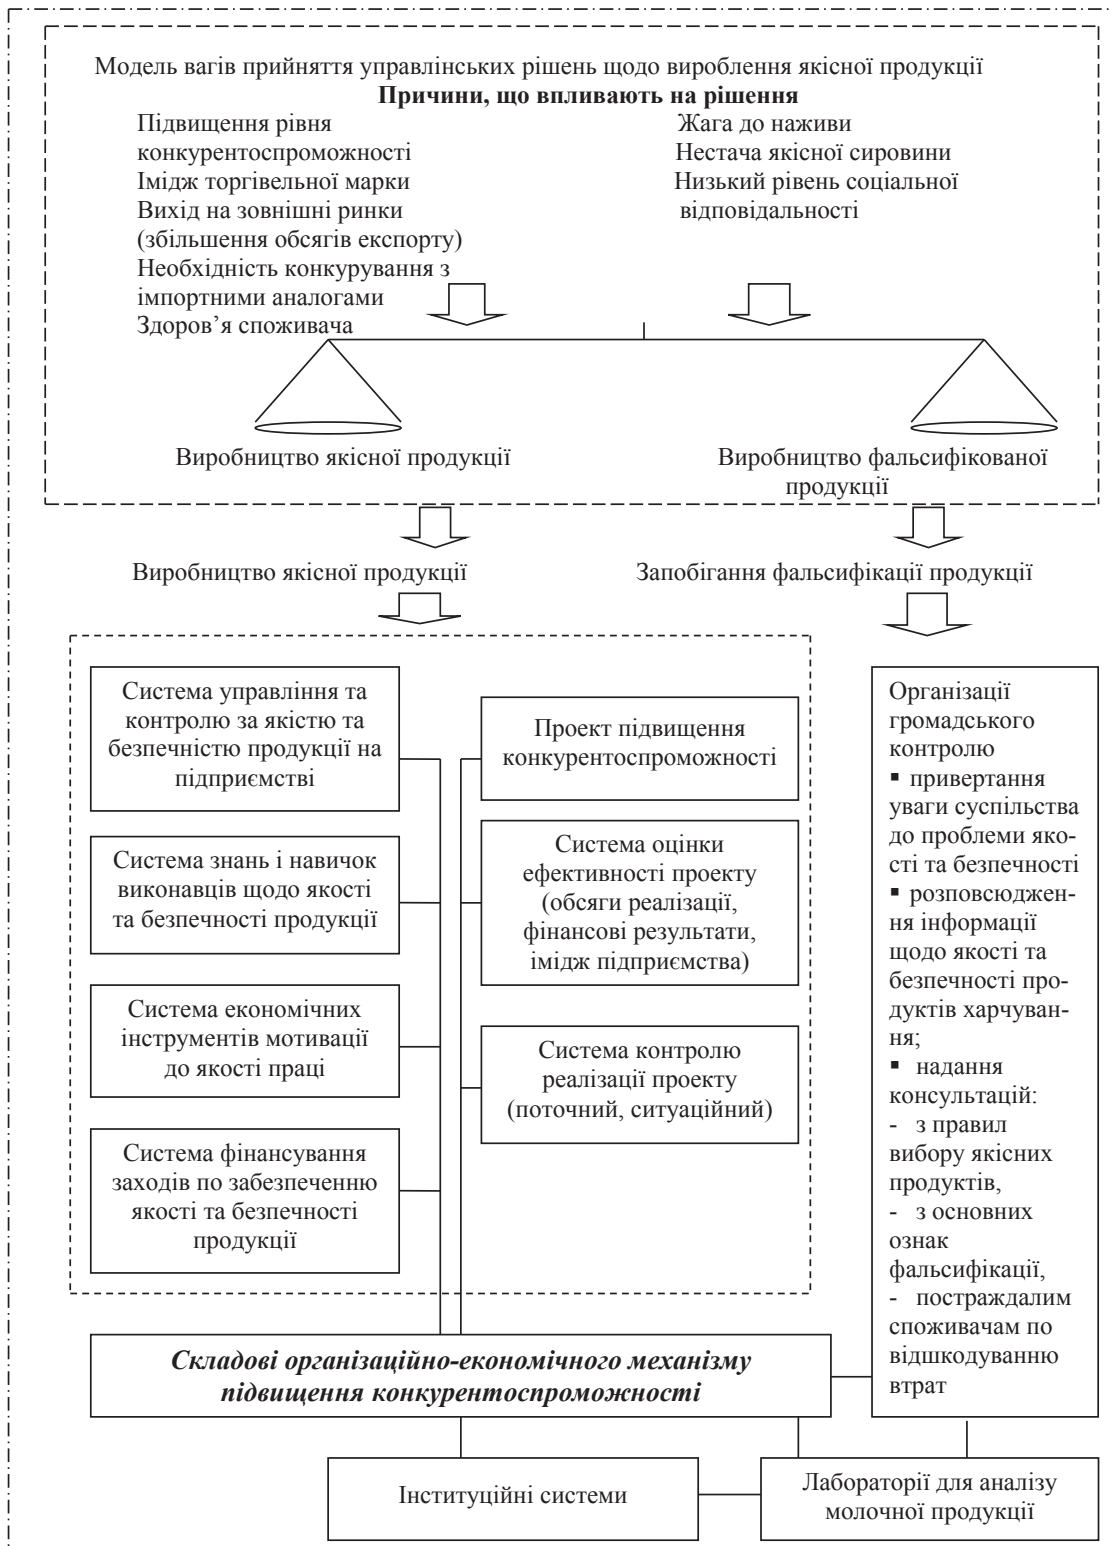 Модель вагів прийняття управлінських рішень щодо вироблення якісної продукції
Причини, що впливають на рішення
Підвищення рівня
конкурентоспроможності
Імідж торгівельної марки
Вихід на зовнішні ринки
(збільшення обсягів експорту)
Необхідність конкурування з
імпортними аналогами
Здоров’я споживача
Жага до наживи
Нестача якісної сировини
Низький рівень соціальної
відповідальності
Виробництво якісної продукції
Виробництво фальсифікованої
продукції
Виробництво якісної продукції
Запобігання фальсифікації продукції
Система управління та
контролю за якістю та
безпечністю продукції на
підприємстві
Система знань і навичок
виконавців щодо якості
та безпечності продукції
Система економічних
інструментів мотивації
до якості праці
Система фінансування
заходів по забезпеченню
якості та безпечності
продукції
Проект підвищення
конкурентоспроможності
Система оцінки
ефективності проекту
(обсяги реалізації,
фінансові результати,
імідж підприємства)
Система контролю
реалізації проекту
(поточний, ситуаційний)
Організації
громадського
контролю
▪ привертання
уваги суспільства
до проблеми яко-
сті та безпечності
▪ розповсюджен-
ня інформації
щодо якості та
безпечності про-
дуктів харчуван-
ня;
▪ надання
консультацій:
- з правил
вибору якісних
продуктів,
- з основних
ознак
фальсифікації,
- постраждалим
споживачам по
відшкодуванню
втрат
Складові організаційно-економічного механізму
підвищення конкурентоспроможності
Інституційні системи
Лабораторії для аналізу
молочної продукції